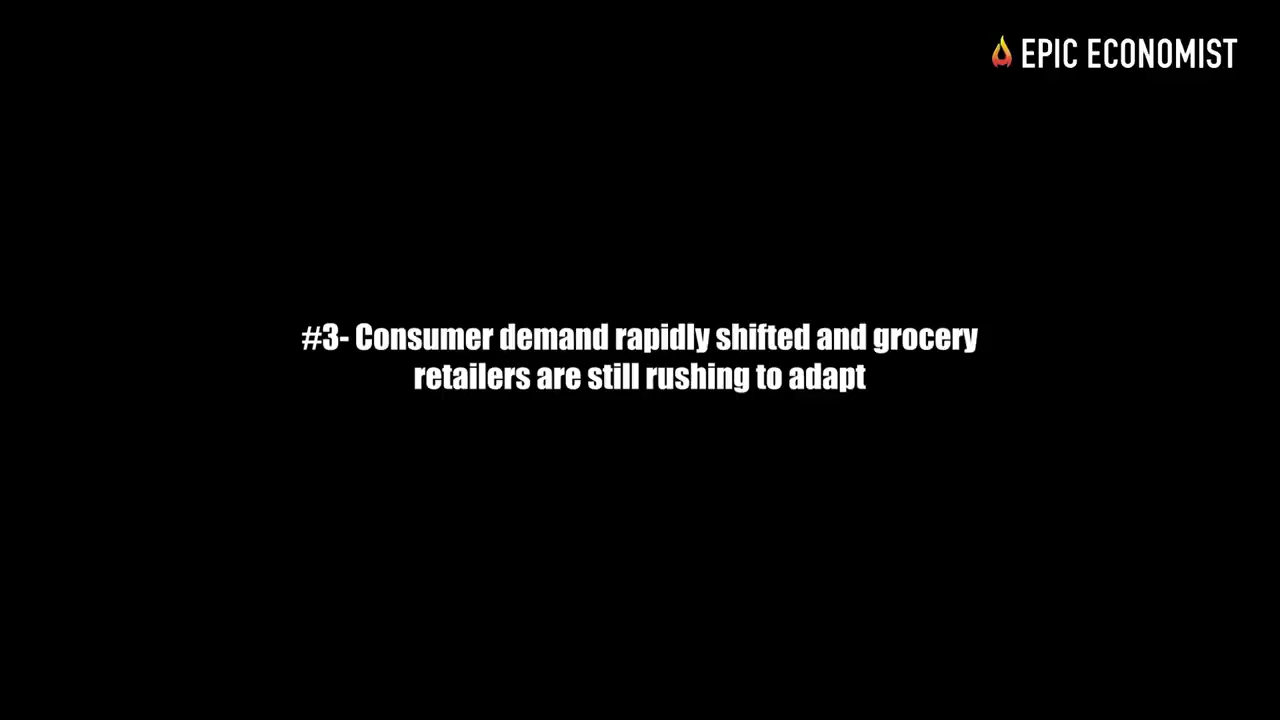 EPIC ECONOMIST
#3- Consumer demand rapidly shifted and grocery
retailers are still rushing to adapt